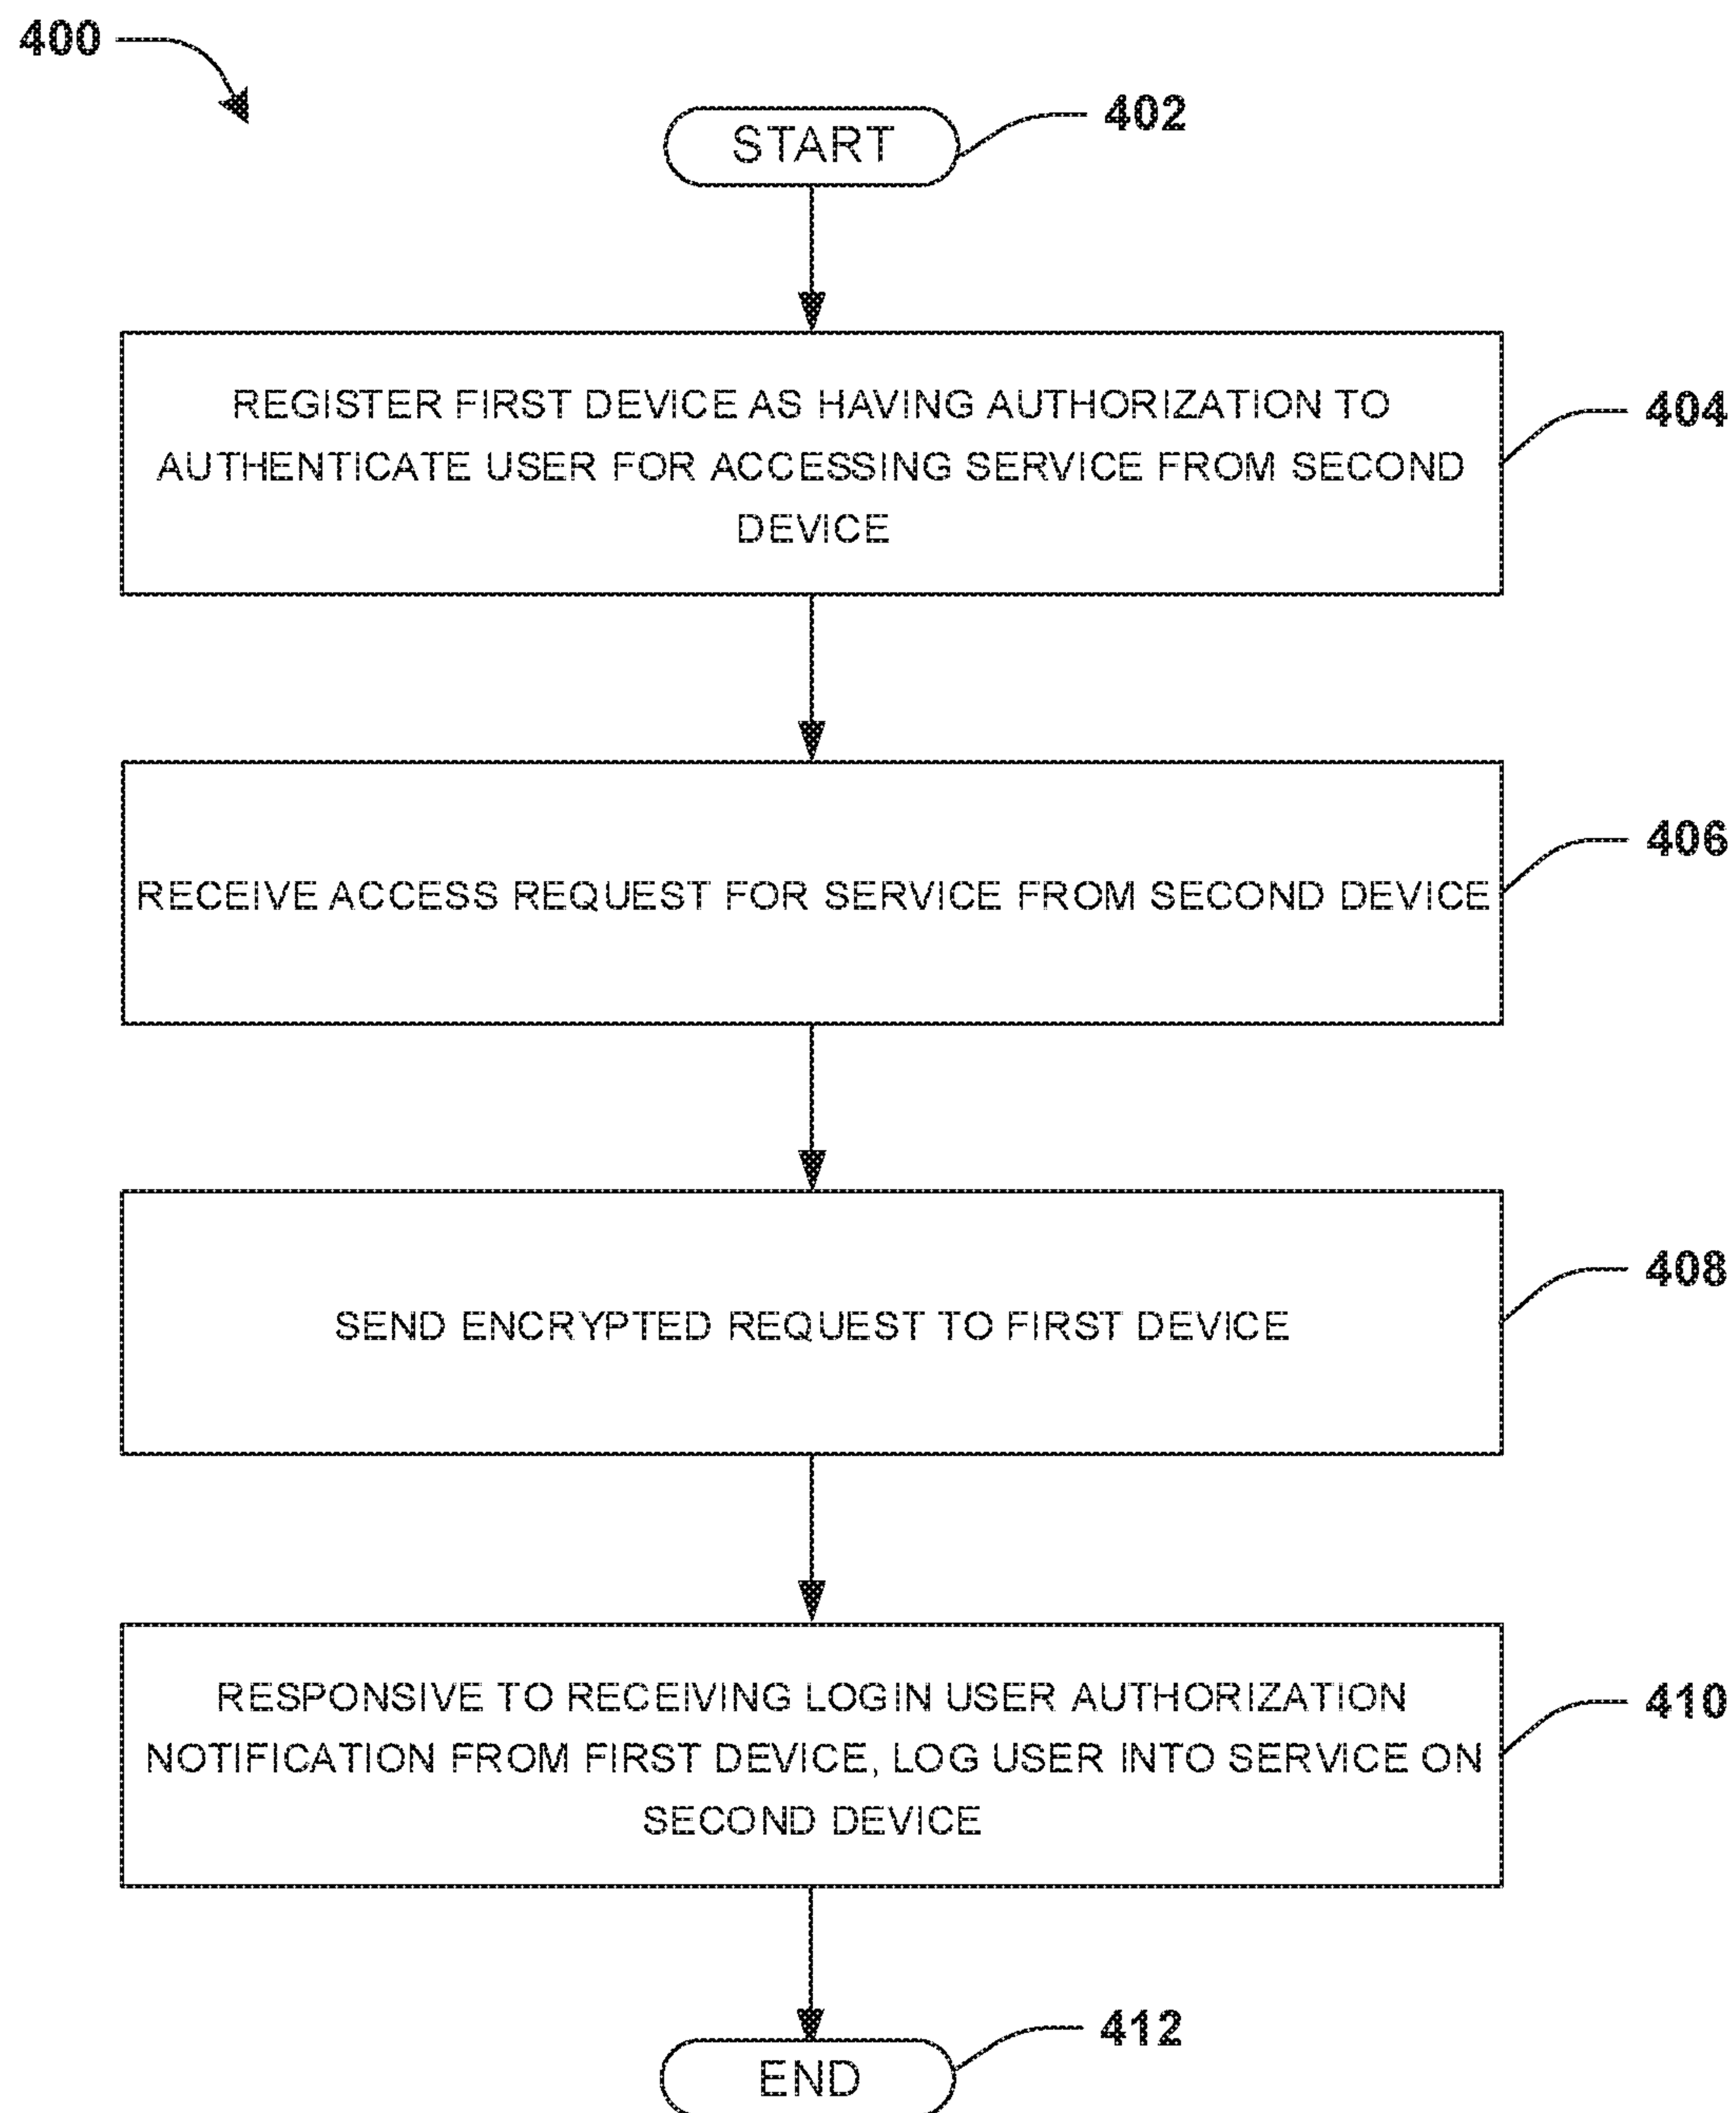 400
START
402
REGISTER FIRST DEVICE AS HAVING AUTHORIZATION TO
AUTHENTICATE USER FOR ACCESSING SERVICE FROM SECOND
DEVICE
404
RECEIVE ACCESS REQUEST FOR SERVICE FROM SECOND DEVICE
406
SEND ENCRYPTED REQUEST TO FIRST DEVICE
408
RESPONSIVE TO RECEIVING LOGIN USER AUTHORIZATION
NOTIFICATION FROM FIRST DEVICE, LOG USER INTO SERVICE ON
SECOND DEVICE
410
END
412